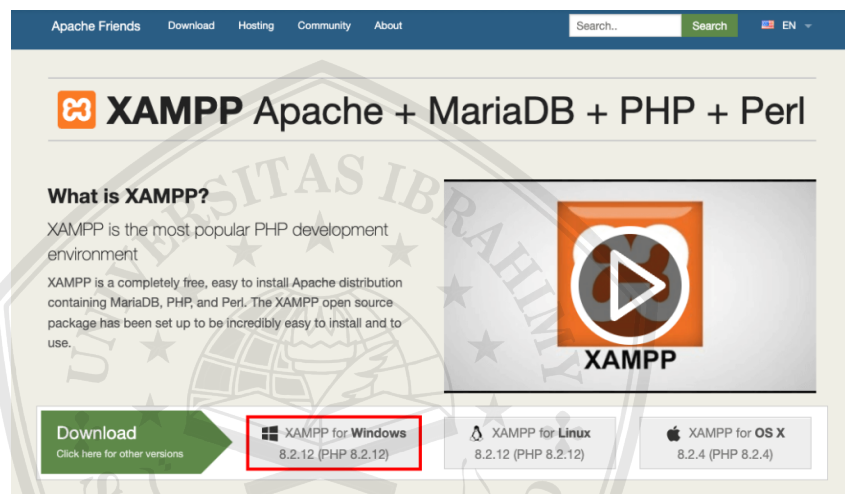 Apache Friends Download Hosting Community About Search.. Search EN
XAMPP Apache + MariaDB + PHP + Perl
What is XAMPP?
XAMPP is the most popular PHP development
environment
XAMPP is a completely free, easy to install Apache distribution
containing MariaDB, PHP, and Perl. The XAMPP open source
package has been set up to be incredibly easy to install and to
use.
XAMPP
UNIVERSITAS IBRAHIMY
Download
Click here for other versions
XAMPP for Windows
8.2.12 (PHP 8.2.12)
XAMPP for Linux
8.2.12 (PHP 8.2.12)
XAMPP for OS X
8.2.4 (PHP 8.2.4)